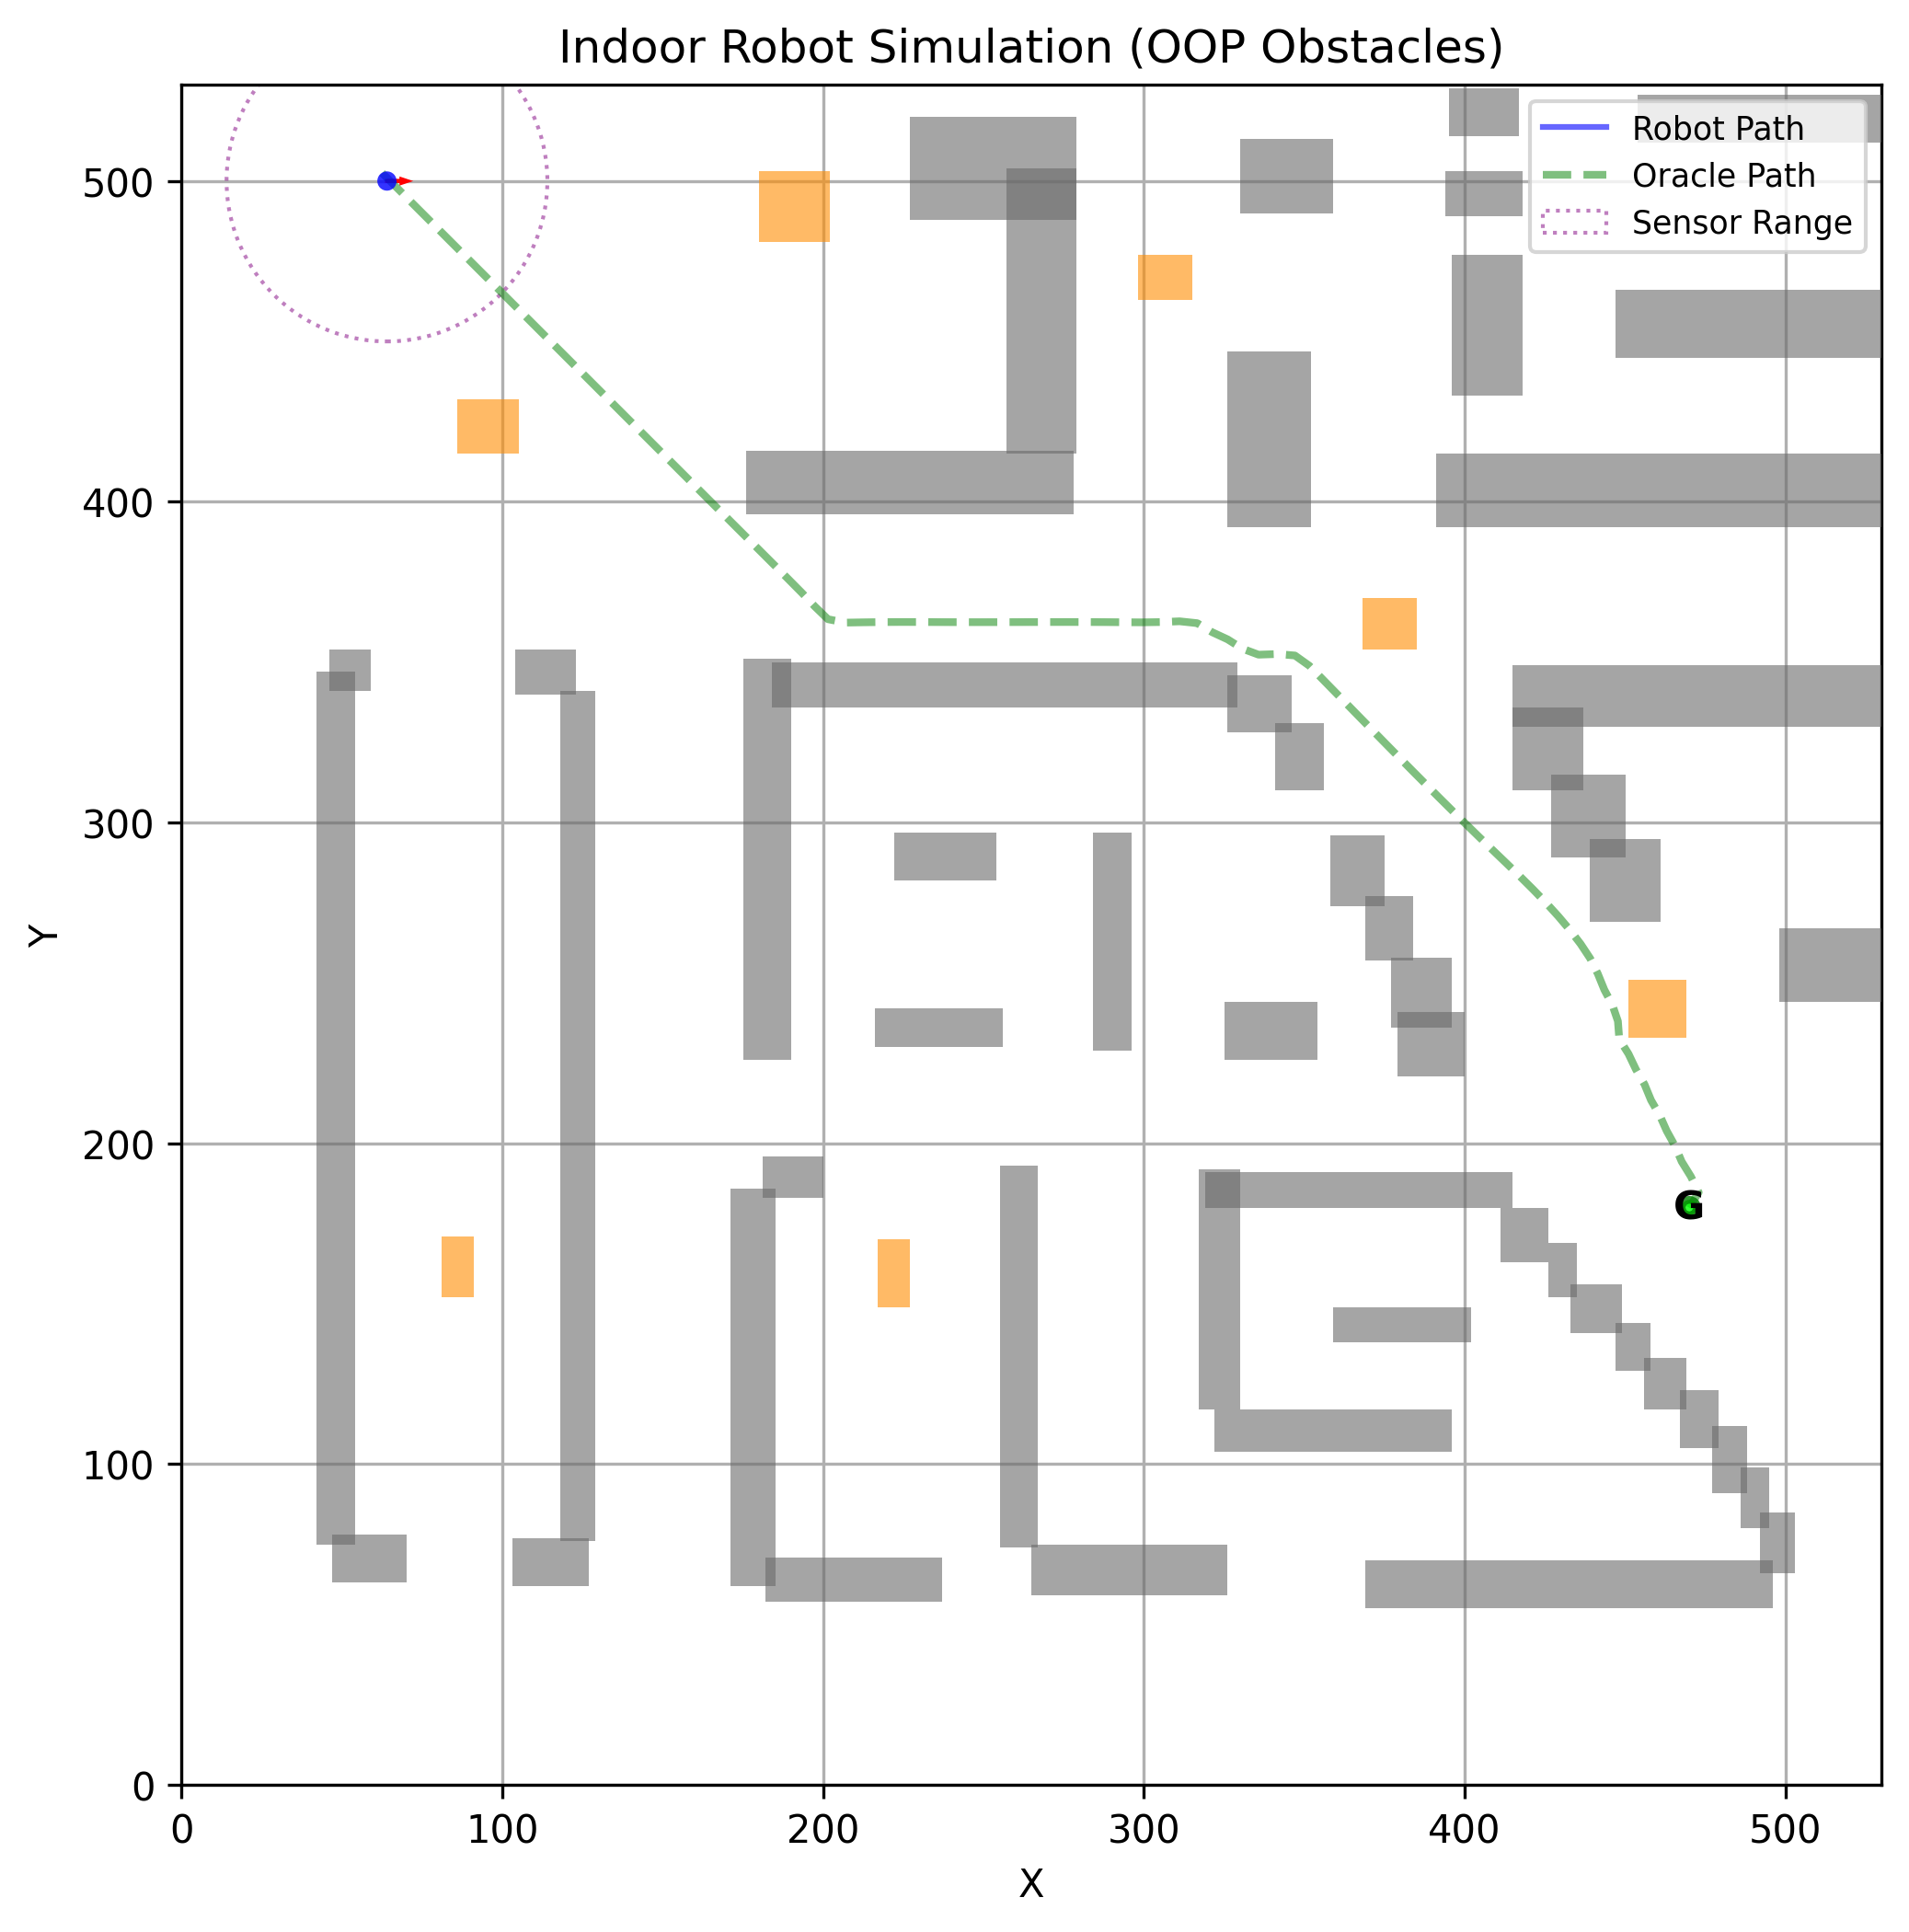 Indoor Robot Simulation (OOP Obstacles)
Robot Path
Oracle Path
Sensor Range
500
400
300
200
100
0
Y
G
0 100 200 300 400 500
X